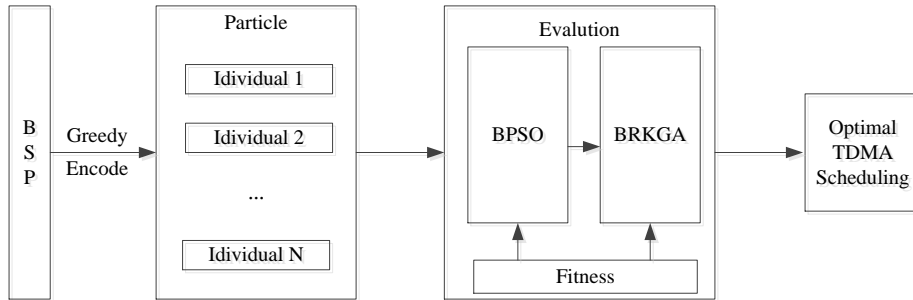 B
S
P
Greedy
Encode
Particle
Idividual 1
Idividual 2
...
Idividual N
Evalution
BPSO
BRKGA
Fitness
Optimal
TDMA
Scheduling